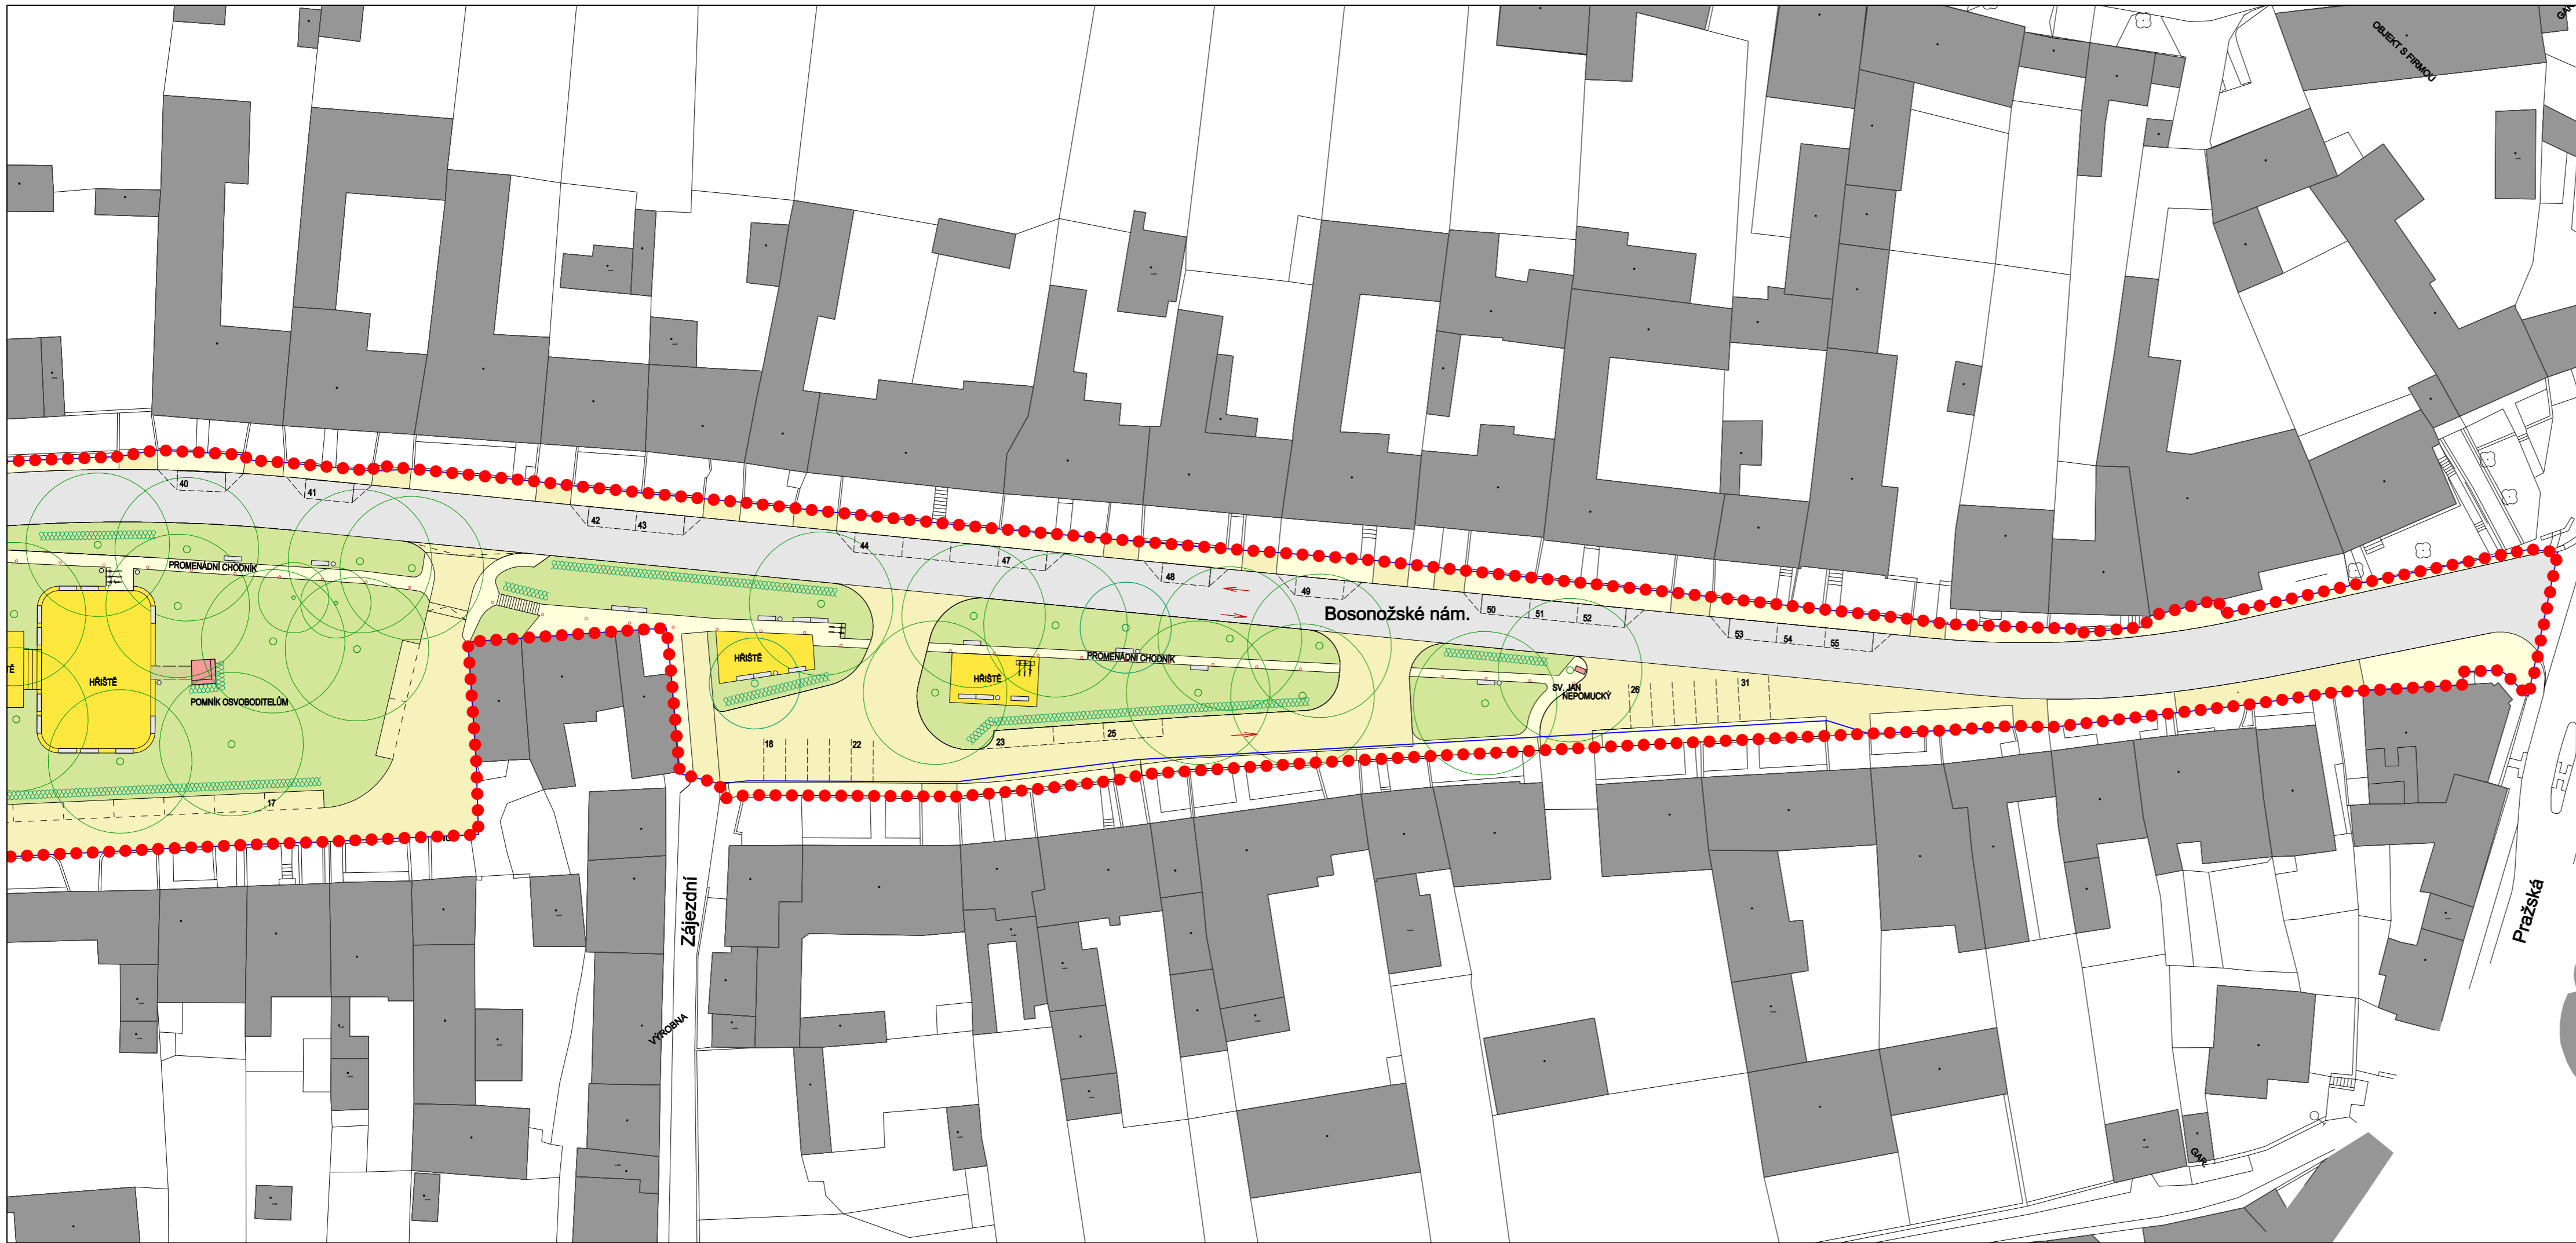 OBJEKT S FIRMOU
40
41
42
43
44
47
48
49
50
51
52
53
54
55
Bosonožské nám.
PROMENÁDNÍ CHODNÍK
HŘIŠTĚ
POMNÍK OSVOBODITELŮM
17
HŘIŠTĚ
PROMENÁDNÍ CHODNÍK
HŘIŠTĚ
SV. JAN
NEPOMUCKÝ
18
22
23
25
26
31
Zájezdní
VÝROBNA
Pražská
GAR.